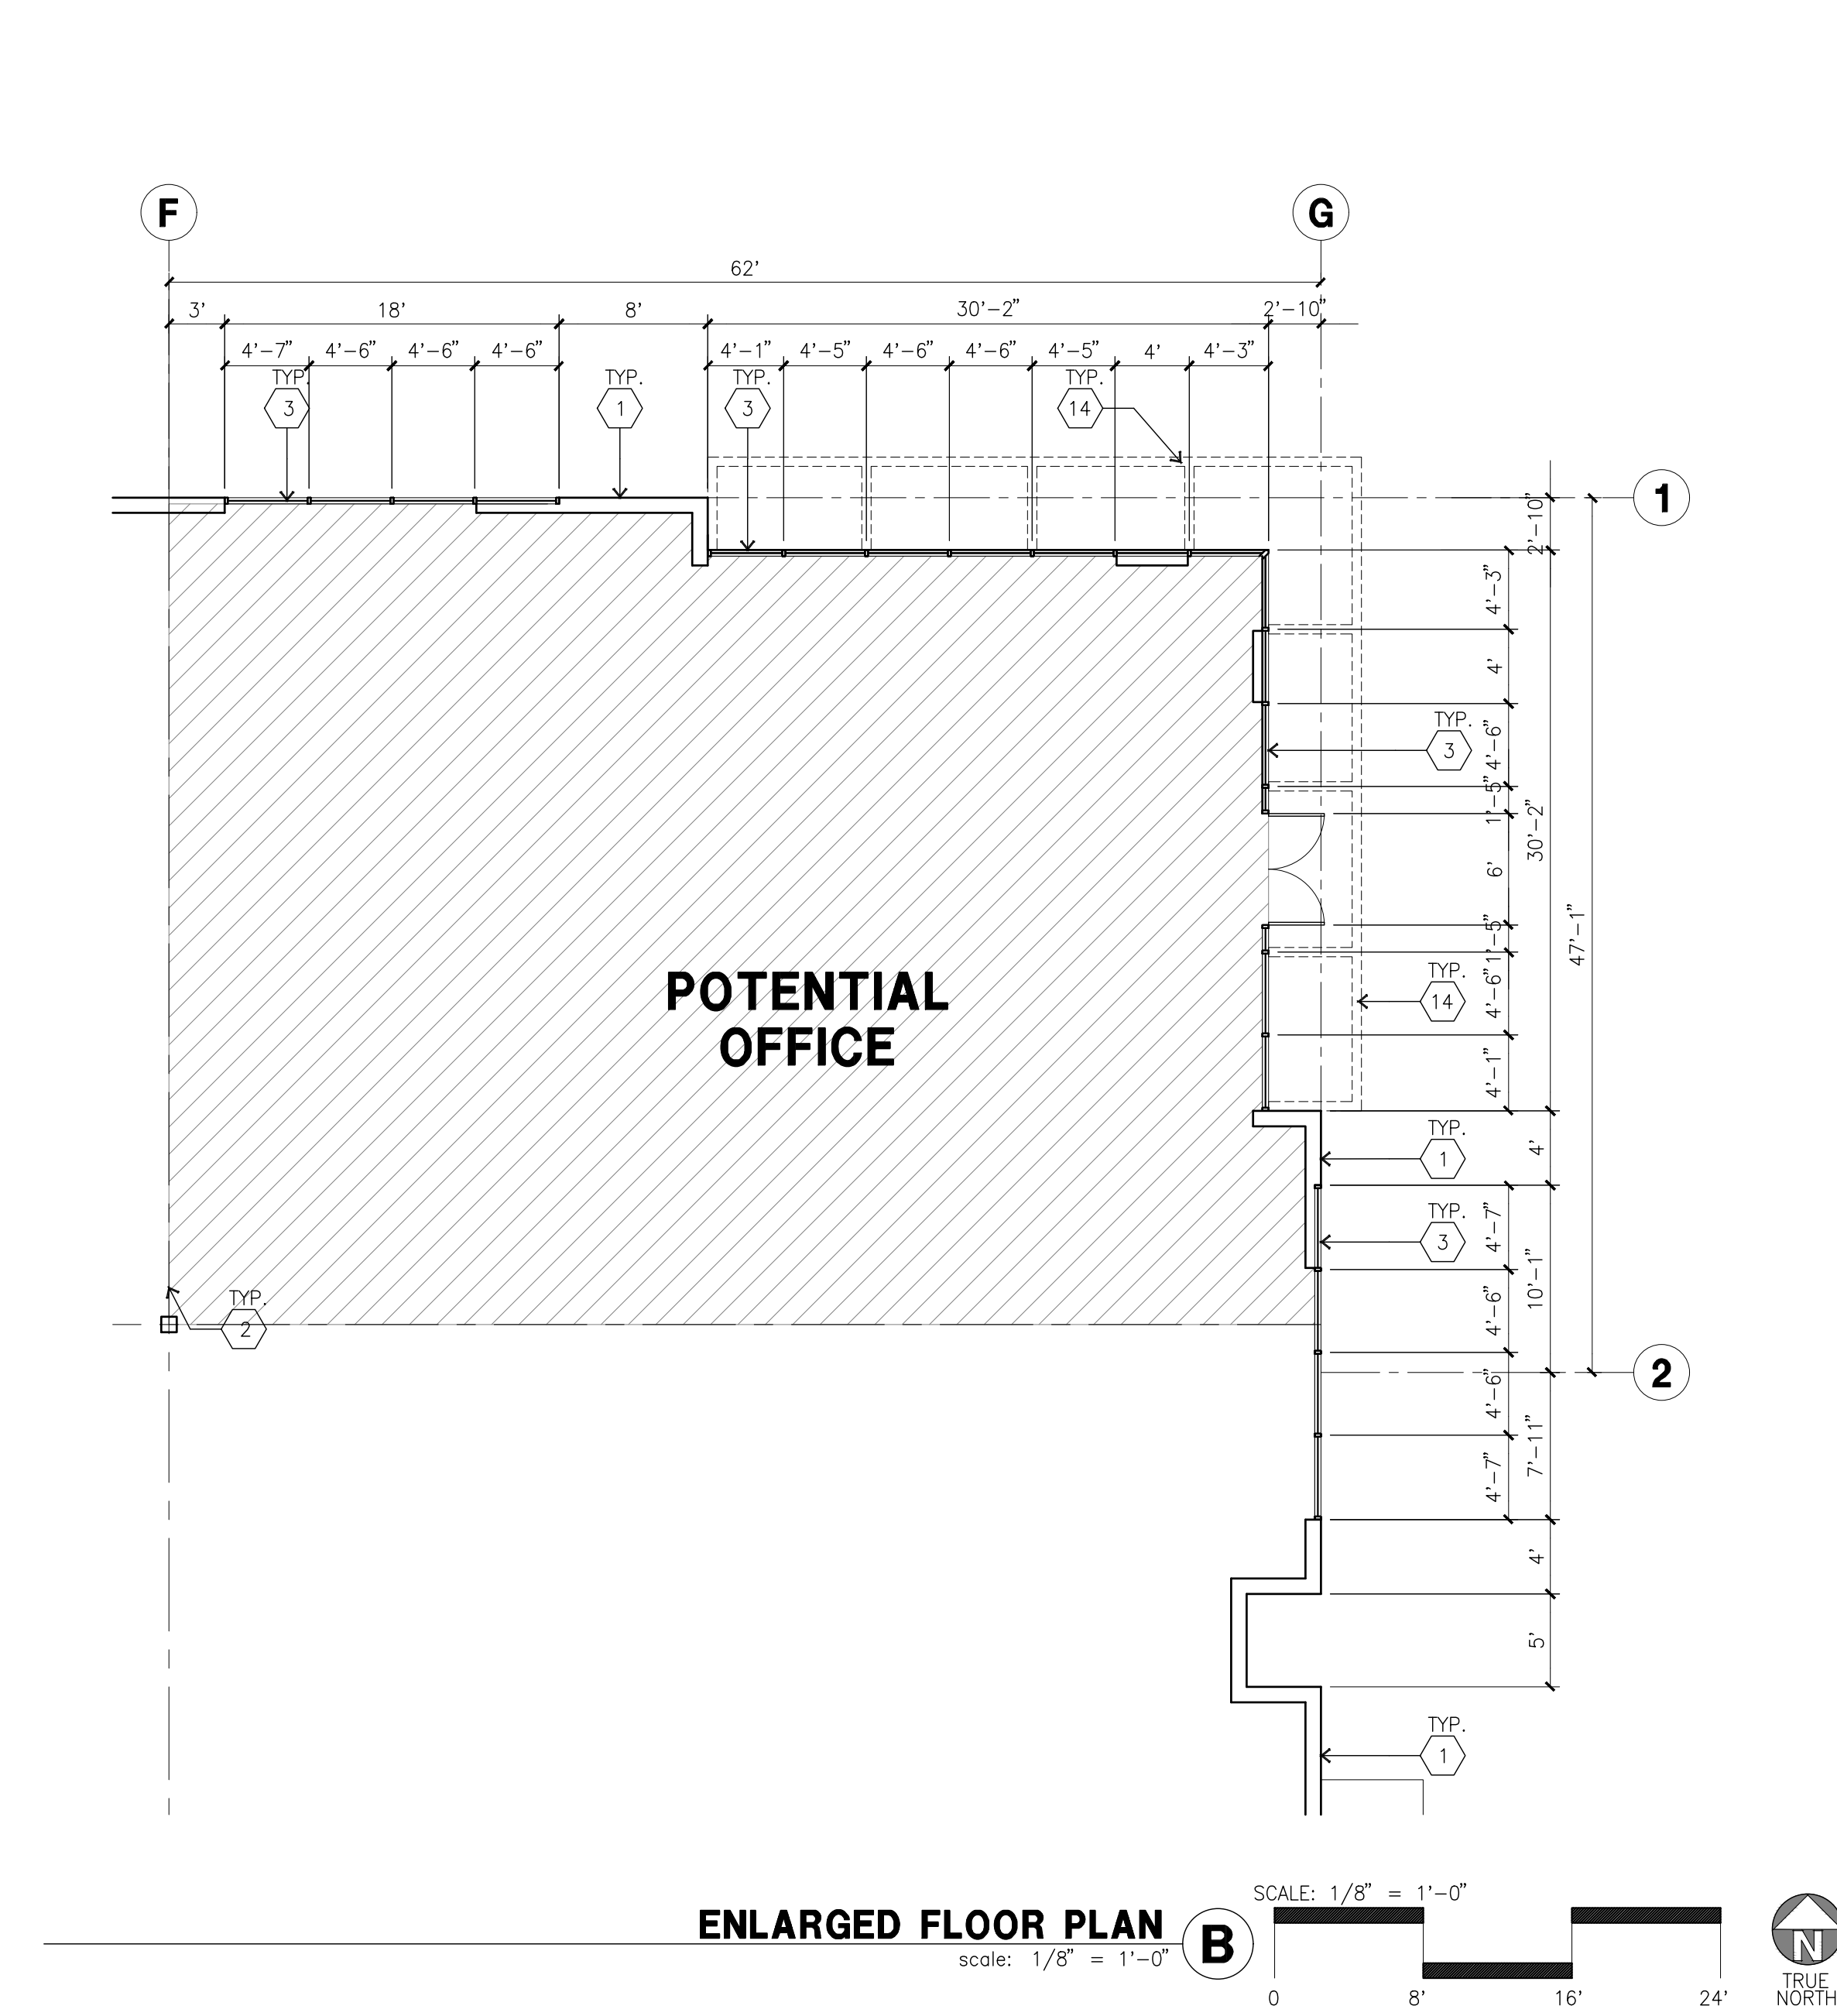 F
G
62'
3'
18'
8'
30'-2"
2'-10"
4'-7"
4'-6"
4'-6"
4'-6"
4'-1"
4'-5"
4'-6"
4'-6"
4'-5"
4'
4'-3"
TYP.
3
TYP.
1
TYP.
3
TYP.
14
1
2'-10"
4'-3"
4'
TYP.
3
4'-6"
1'-5"
30'-2"
6'
47'-1"
1'-5"
POTENTIAL
OFFICE
TYP.
14
4'-6"
4'-1"
TYP.
1
4'
TYP.
3
4'-7"
10'-1"
TYP.
2
4'-6"
2
4'-6"
7'-11"
4'-7"
4'
5'
TYP.
1
SCALE: 1/8" = 1'-0"
ENLARGED FLOOR PLAN
B
scale: 1/8" = 1'-0"
0
8'
16'
24'
N
TRUE
NORTH